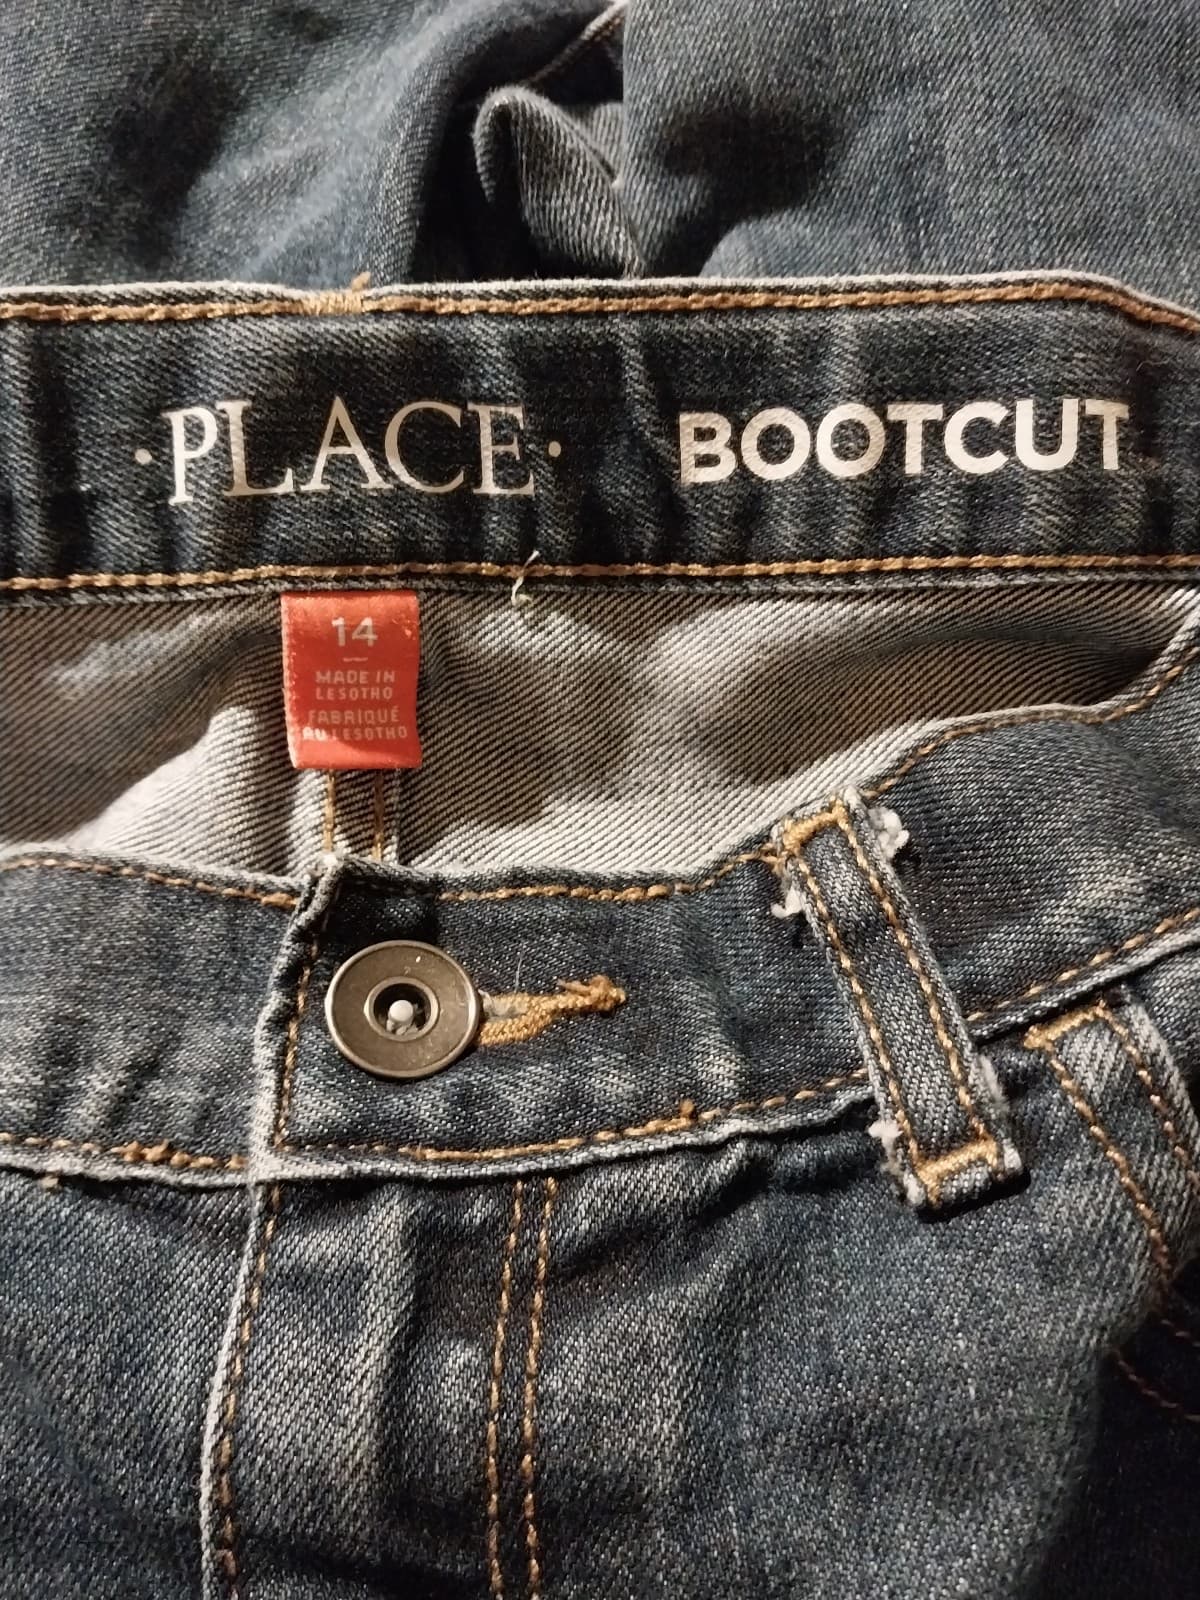 ·PLACE· BOOTCUT
14
MADE IN
LESOTHO
FABRIQUÉ
AU LESOTHO